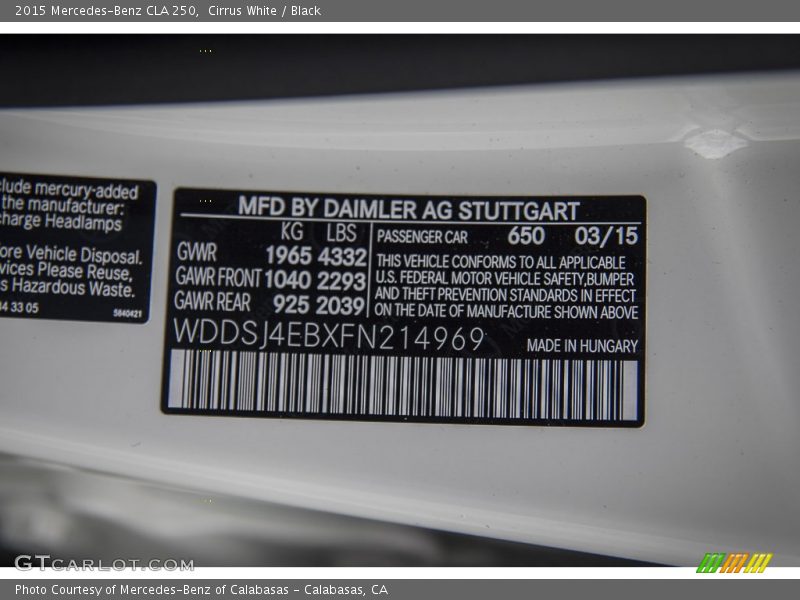 2015 Mercedes-Benz CLA 250, Cirrus White / Black
clude mercury-added
the manufacturer:
charge Headlamps
ore Vehicle Disposal.
vices Please Reuse,
s Hazardous Waste.
33 05
5840421
MFD BY DAIMLER AG STUTTGART
KG LBS
GWR 1965 4332
GAWR FRONT 1040 2293
GAWR REAR 925 2039
PASSENGER CAR 650 03/15
THIS VEHICLE CONFORMS TO ALL APPLICABLE
U.S. FEDERAL MOTOR VEHICLE SAFETY,BUMPER
AND THEFT PREVENTION STANDARDS IN EFFECT
ON THE DATE OF MANUFACTURE SHOWN ABOVE
WDDSJ4EBXFN214969
MADE IN HUNGARY
GTCARLOT.COM
Photo Courtesy of Mercedes-Benz of Calabasas - Calabasas, CA